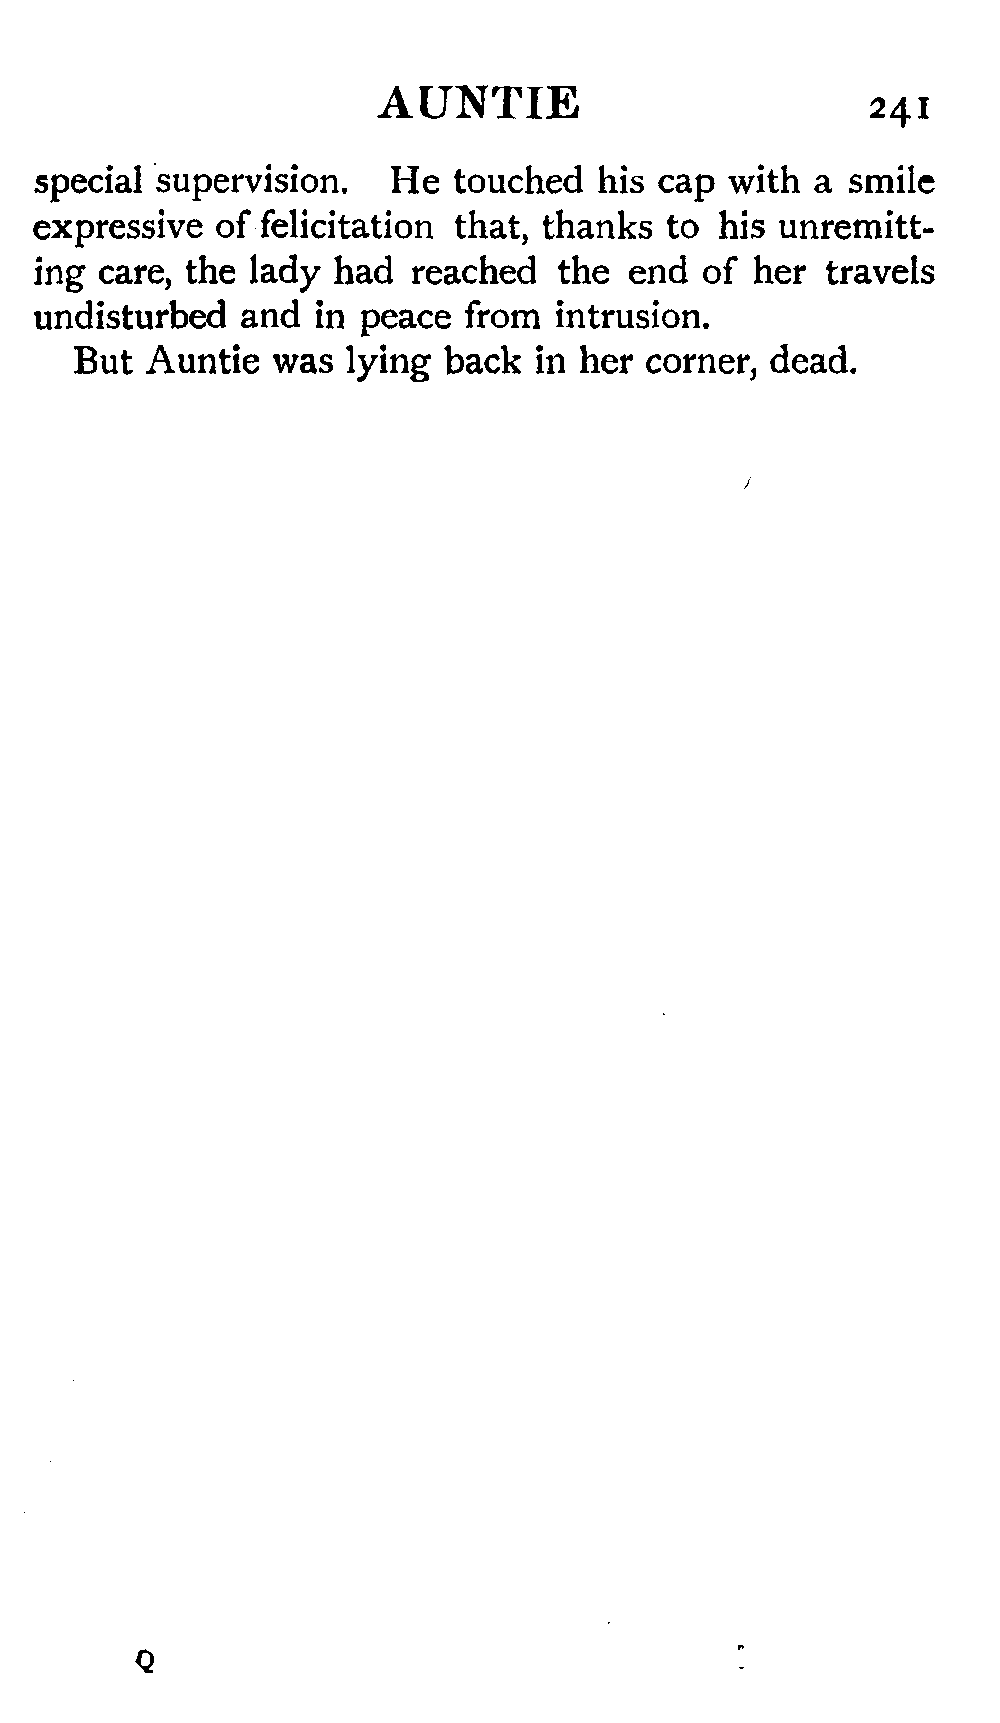 AUNTIE 241
special supervision. He touched his cap with a smile
expressive of felicitation that, thanks to his unremitt-
ing care, the lady had reached the end of her travels
undisturbed and in peace from intrusion.
But Auntie was lying back in her corner, dead.
Q